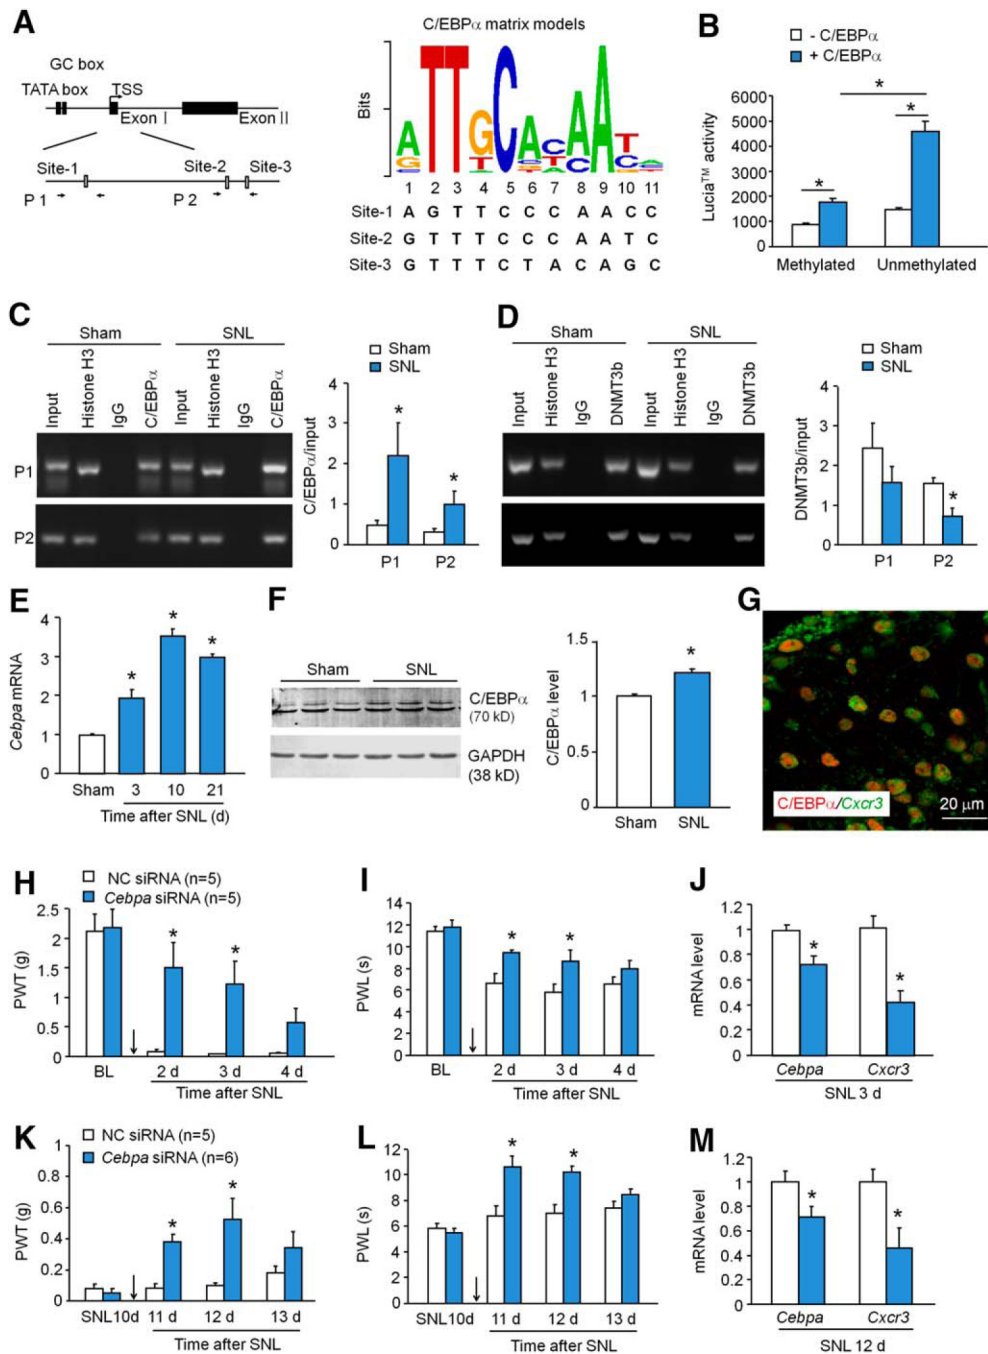 A
C/EBPα matrix models
GC box
TATA box
TSS
Exon I
Exon II
Site-1
Site-2
Site-3
P 1
P 2
Bits
1 2 3 4 5 6 7 8 9 10 11
Site-1 A G T T C C C A A C C
Site-2 G T T T C C C A A T C
Site-3 G T T T C T A C A G C
B
- C/EBPα
+ C/EBPα
Lucia™ activity
6000
5000
4000
3000
2000
1000
0
* * *
Methylated Unmethylated
C
Sham SNL
Input Histone H3 IgG C/EBPα Input Histone H3 IgG C/EBPα
P1
P2
Sham
SNL
C/EBPα/input
4
3
2
1
0
* *
P1 P2
D
Sham SNL
Input Histone H3 IgG DNMT3b Input Histone H3 IgG DNMT3b
Sham
SNL
DNMT3b/input
4
3
2
1
0
*
P1 P2
E
Cebpa mRNA
4
3
2
1
0
* * *
Sham 3 10 21
Time after SNL (d)
F
Sham SNL
C/EBPα
(70 kD)
GAPDH
(38 kD)
C/EBPα level
1.5
1
0.5
0
*
Sham SNL
G
C/EBPα/Cxcr3
20 μm
H
NC siRNA (n=5)
Cebpa siRNA (n=5)
PWT (g)
2.5
2
1.5
1
0.5
0
* *
BL 2 d 3 d 4 d
Time after SNL
I
PWL (s)
14
12
10
8
6
4
2
0
* *
BL 2 d 3 d 4 d
Time after SNL
J
mRNA level
1.2
1
0.8
0.6
0.4
0.2
0
* *
Cebpa Cxcr3
SNL 3 d
K
NC siRNA (n=5)
Cebpa siRNA (n=6)
PWT (g)
1
0.8
0.6
0.4
0.2
0
* *
SNL10d 11 d 12 d 13 d
Time after SNL
L
PWL (s)
12
10
8
6
4
2
0
* *
SNL10d 11 d 12 d 13 d
Time after SNL
M
mRNA level
1.2
1
0.8
0.6
0.4
0.2
0
* *
Cebpa Cxcr3
SNL 12 d